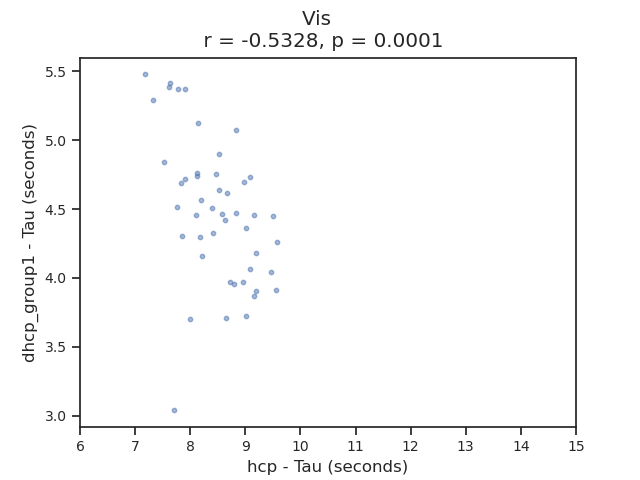 Vis
r = -0.5328, p = 0.0001
dhcp_group1 - Tau (seconds)
5.5
5.0
4.5
4.0
3.5
3.0
6 7 8 9 10 11 12 13 14 15
hcp - Tau (seconds)